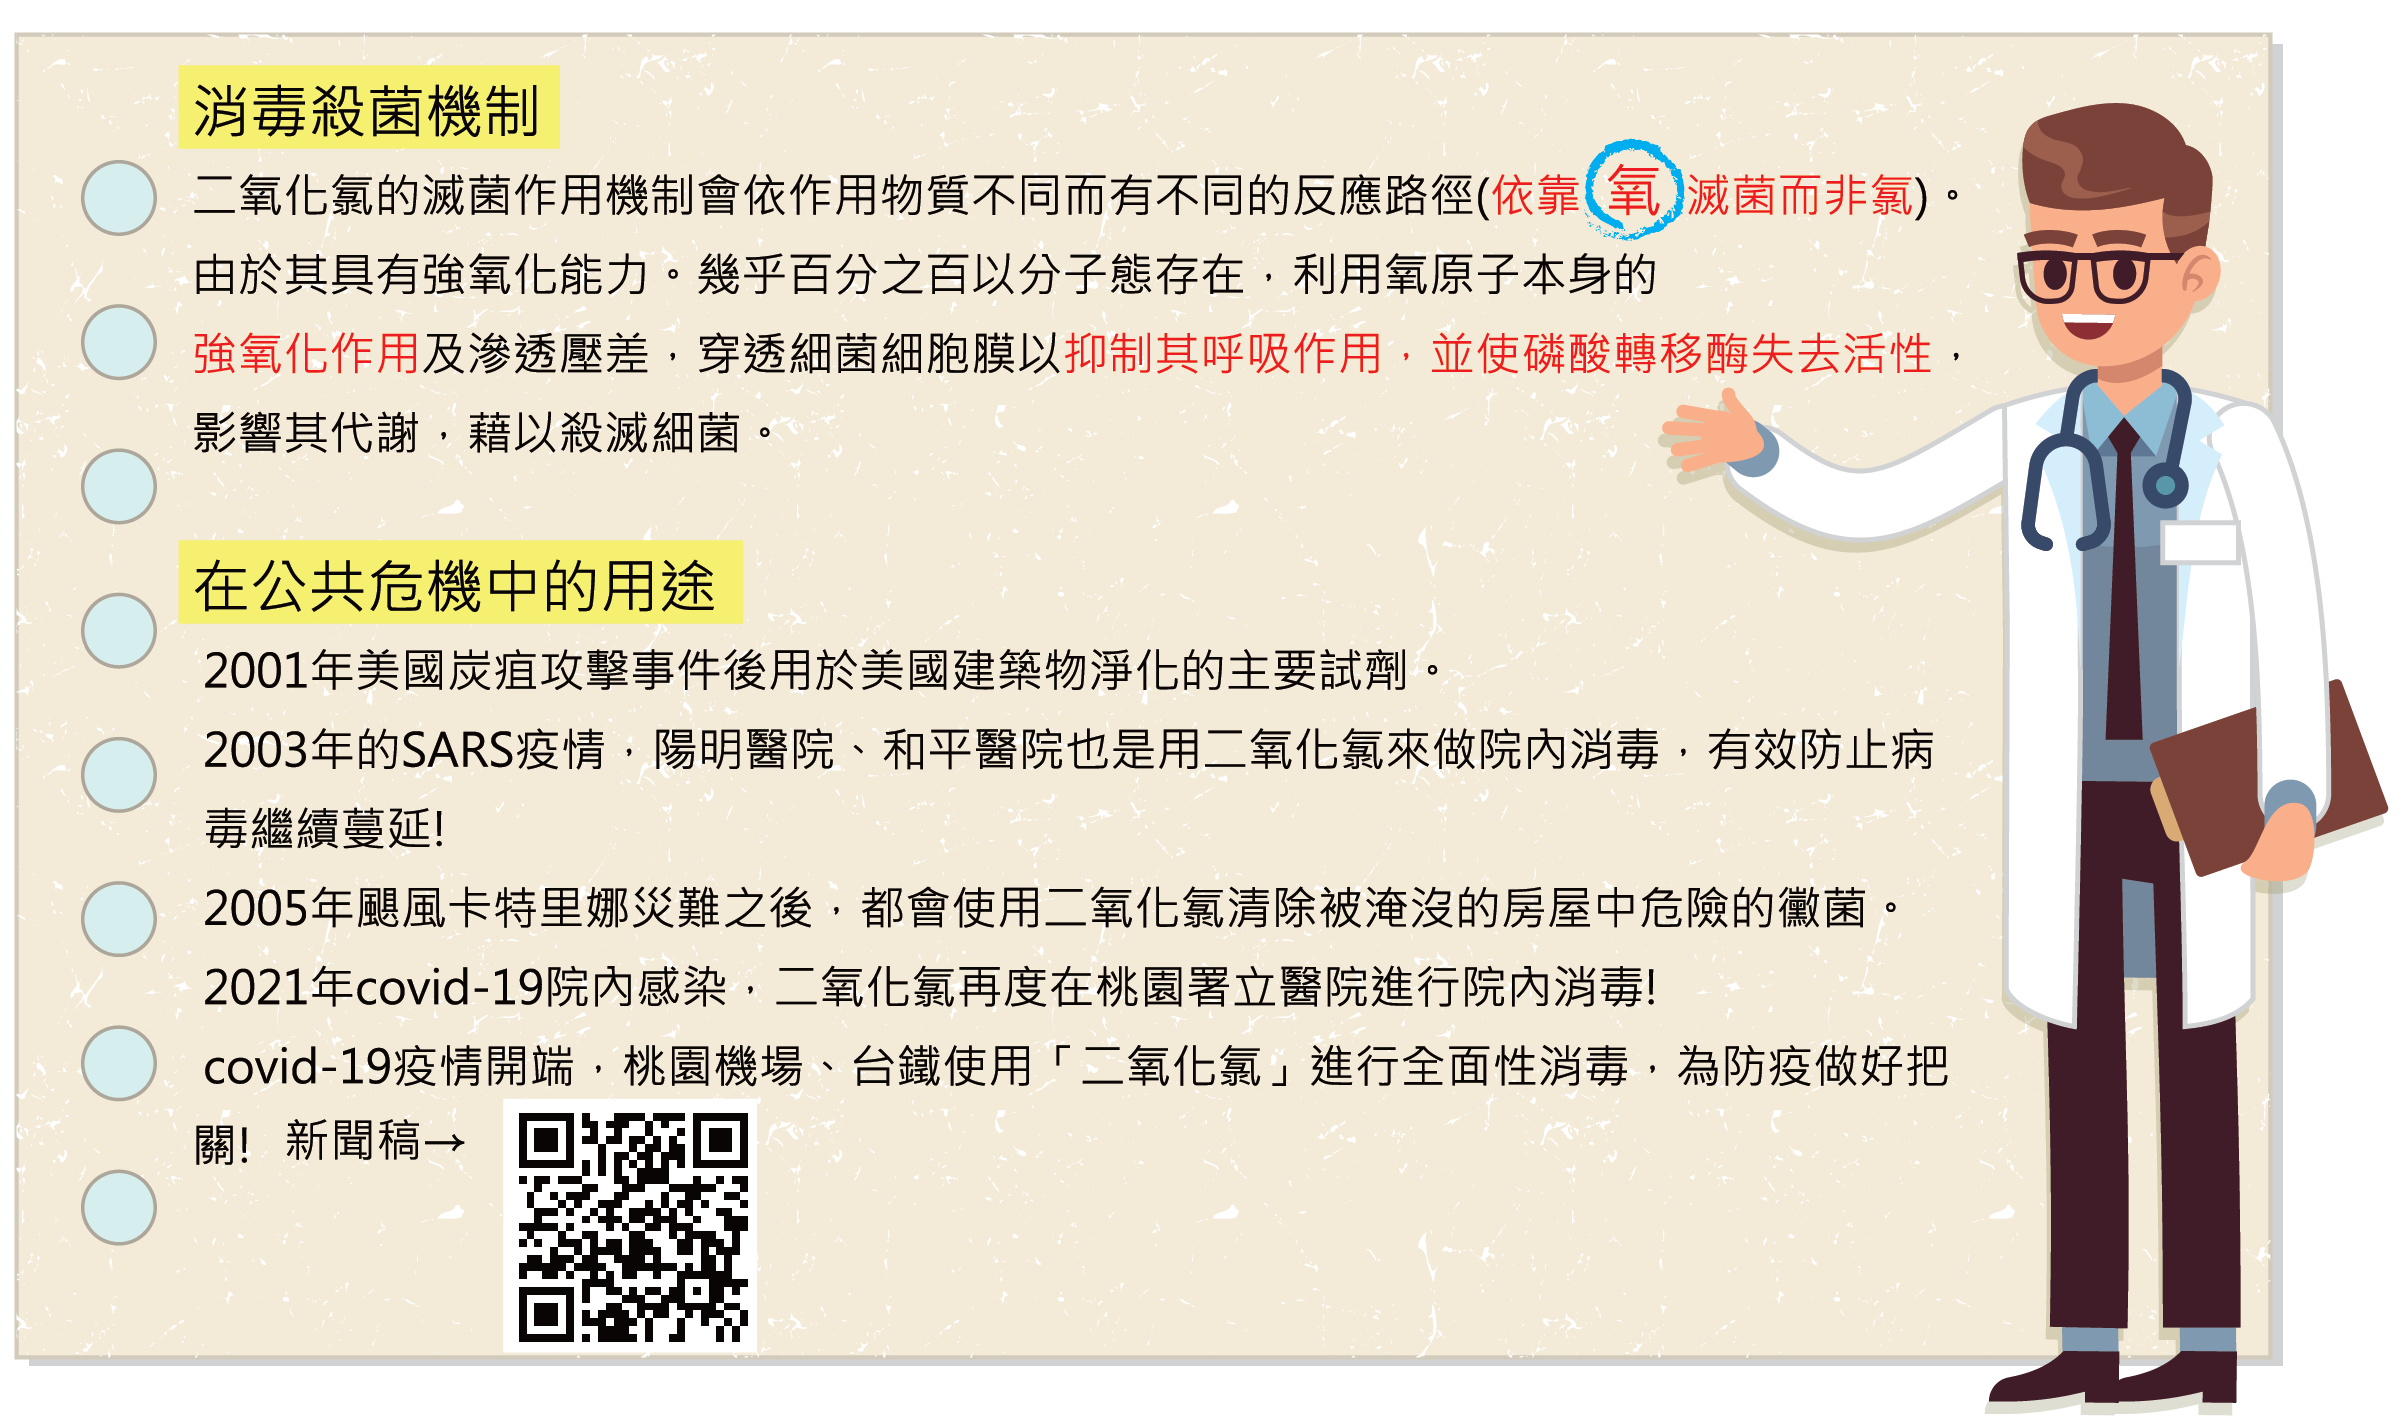 消毒殺菌機制
二氧化氯的滅菌作用機制會依作用物質不同而有不同的反應路徑(依靠 氧 滅菌而非氯)。
由於其具有強氧化能力。幾乎百分之百以分子態存在，利用氧原子本身的
強氧化作用及滲透壓差，穿透細菌細胞膜以抑制其呼吸作用，並使磷酸轉移酶失去活性，
影響其代謝，藉以殺滅細菌。
在公共危機中的用途
2001年美國炭疽攻擊事件後用於美國建築物淨化的主要試劑。
2003年的SARS疫情，陽明醫院、和平醫院也是用二氧化氯來做院內消毒，有效防止病
毒繼續蔓延!
2005年颶風卡特里娜災難之後，都會使用二氧化氯清除被淹沒的房屋中危險的黴菌。
2021年covid-19院內感染，二氧化氯再度在桃園署立醫院進行院內消毒!
covid-19疫情開端，桃園機場、台鐵使用「二氧化氯」進行全面性消毒，為防疫做好把
關! 新聞稿→